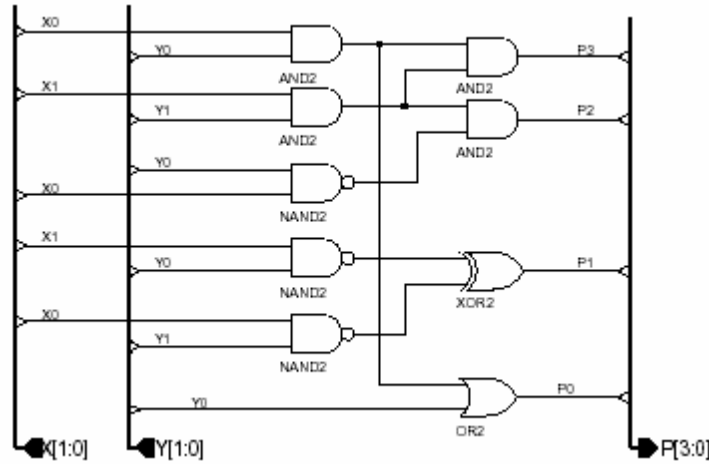 X0
Y0
AND2
P3
AND2
X1
Y1
AND2
P2
AND2
Y0
X0
NAND2
X1
Y0
NAND2
P1
XOR2
X0
Y1
NAND2
Y0
P0
OR2
X[1:0]
Y[1:0]
P[3:0]